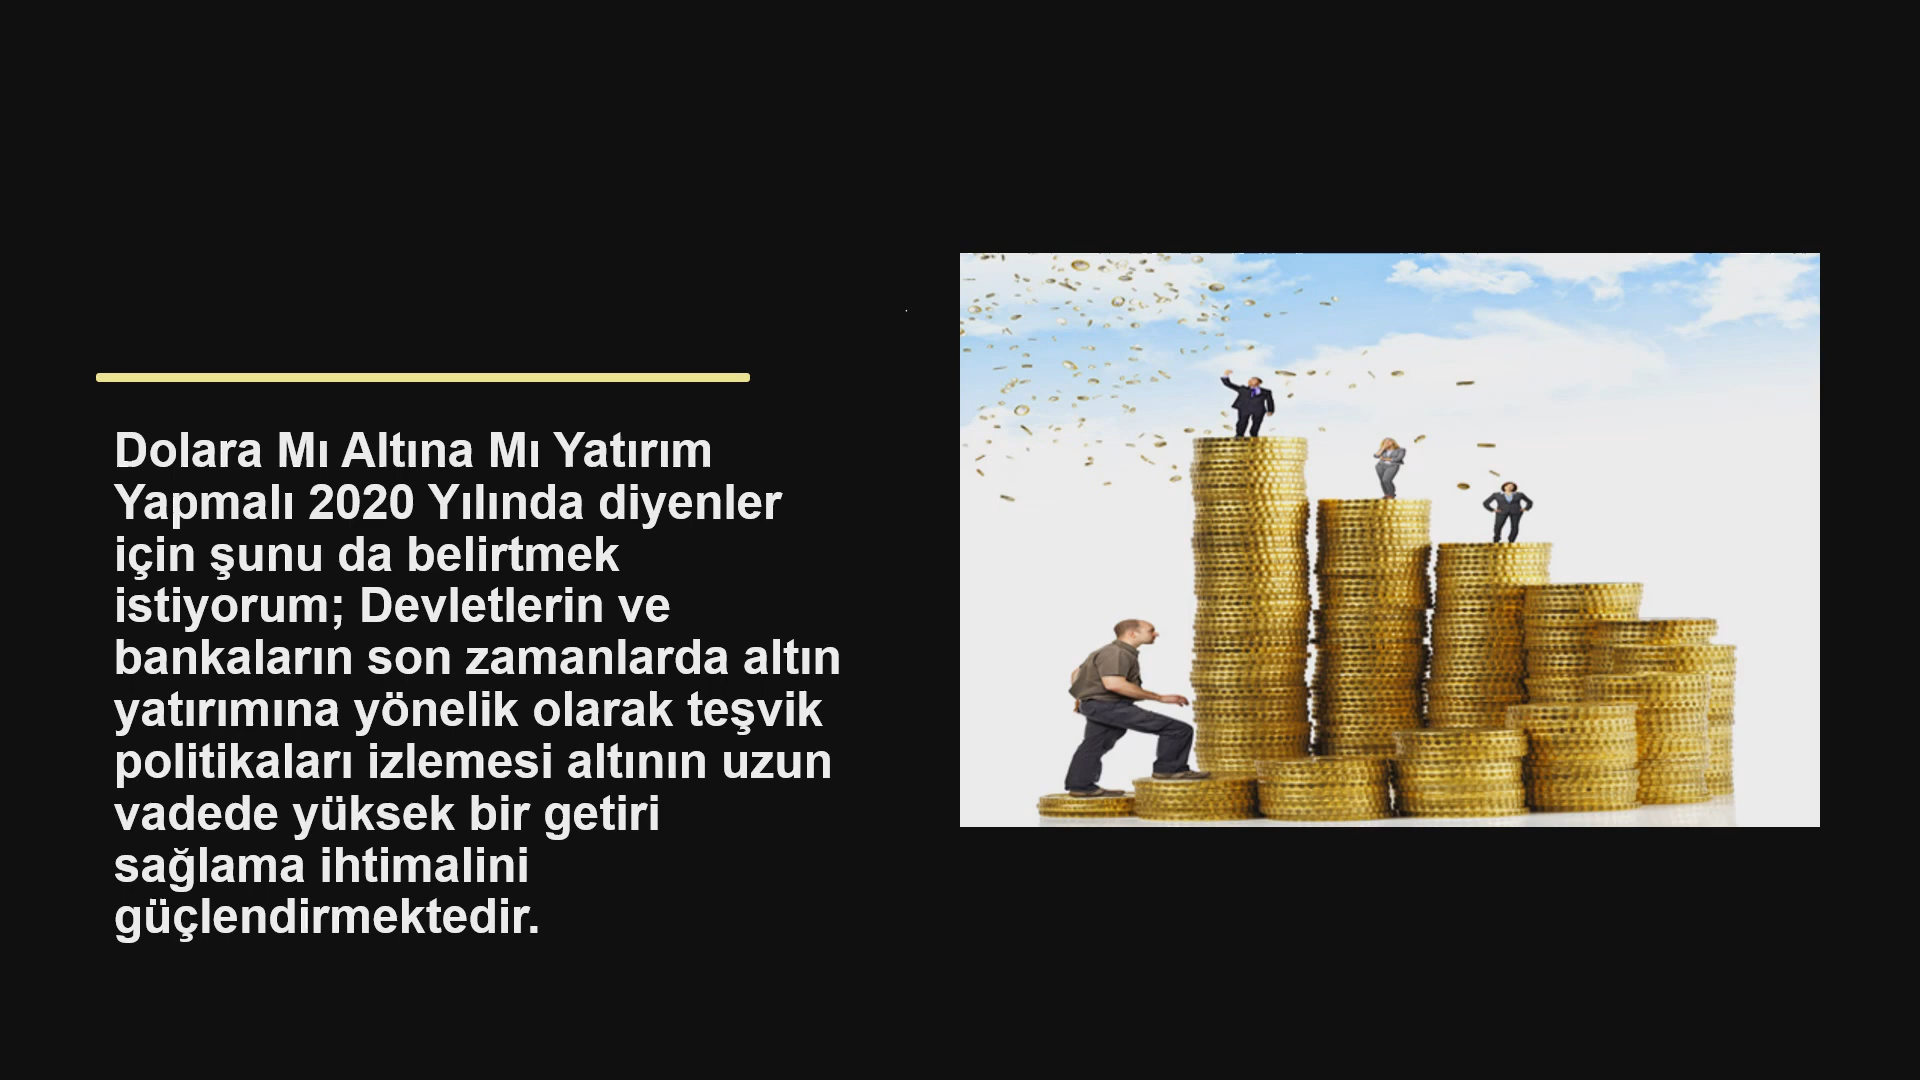 Dolara Mı Altına Mı Yatırım
Yapmalı 2020 Yılında diyenler
için şunu da belirtmek
istiyorum; Devletlerin ve
bankaların son zamanlarda altın
yatırımına yönelik olarak teşvik
politikaları izlemesi altının uzun
vadede yüksek bir getiri
sağlama ihtimalini
güçlendirmektedir.